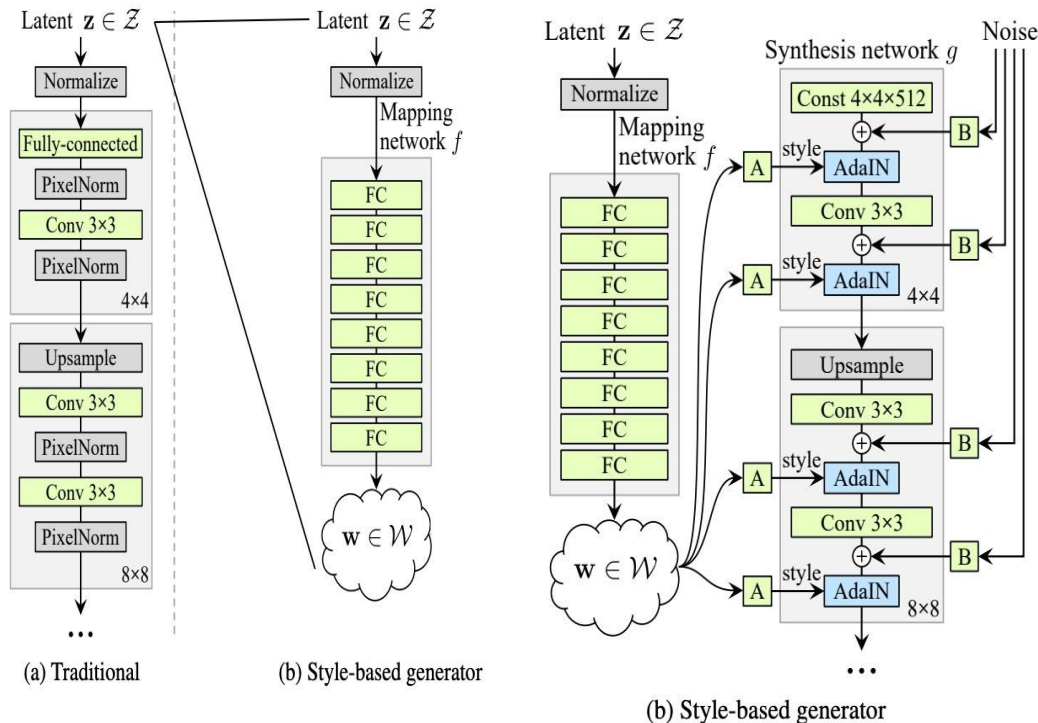 Latent z ∈ Z
Normalize
Fully-connected
PixelNorm
Conv 3×3
PixelNorm
4×4
Upsample
Conv 3×3
PixelNorm
Conv 3×3
PixelNorm
8×8
...
(a) Traditional
Latent z ∈ Z
Normalize
Mapping
network f
FC
FC
FC
FC
FC
FC
FC
FC
w ∈ W
(b) Style-based generator
Latent z ∈ Z
Normalize
Mapping
network f
FC
FC
FC
FC
FC
FC
FC
FC
w ∈ W
Noise
Synthesis network g
Const 4×4×512
B
A style AdaIN
Conv 3×3
B
A style AdaIN
4×4
Upsample
Conv 3×3
B
A style AdaIN
Conv 3×3
B
A style AdaIN
8×8
...
(b) Style-based generator